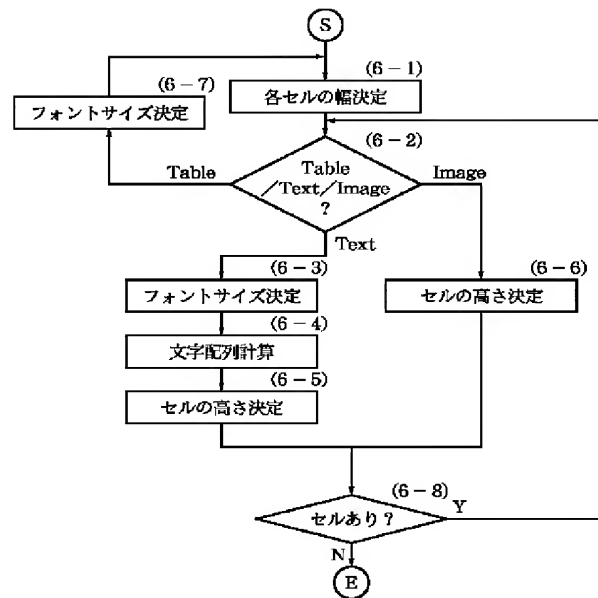 S
(6－1)
各セルの幅決定
(6－7)
フォントサイズ決定
(6－2)
Table
Table
／Text／Image
?
Image
Text
(6－3)
フォントサイズ決定
(6－6)
セルの高さ決定
(6－4)
文字配列計算
(6－5)
セルの高さ決定
(6－8)
セルあり？
Y
N
E